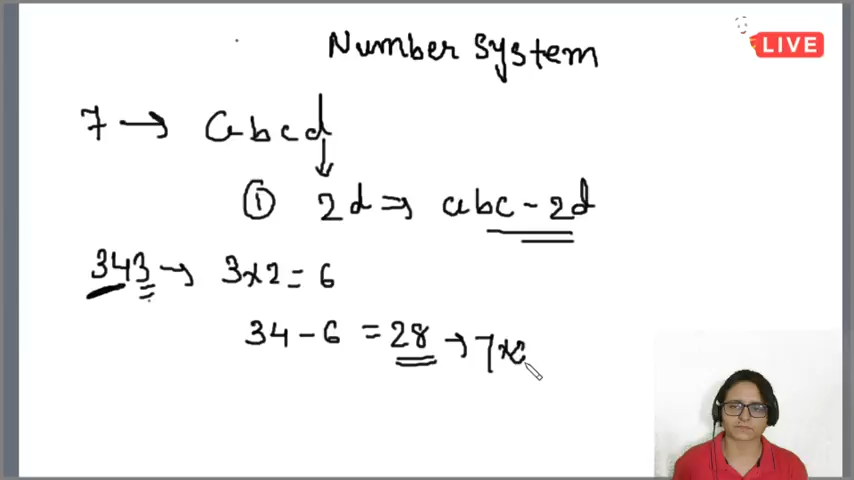 Number System
LIVE
7 → abcd
① 2d ⇒ abc - 2d
343 → 3x2 = 6
34 - 6 = 28 → 7x